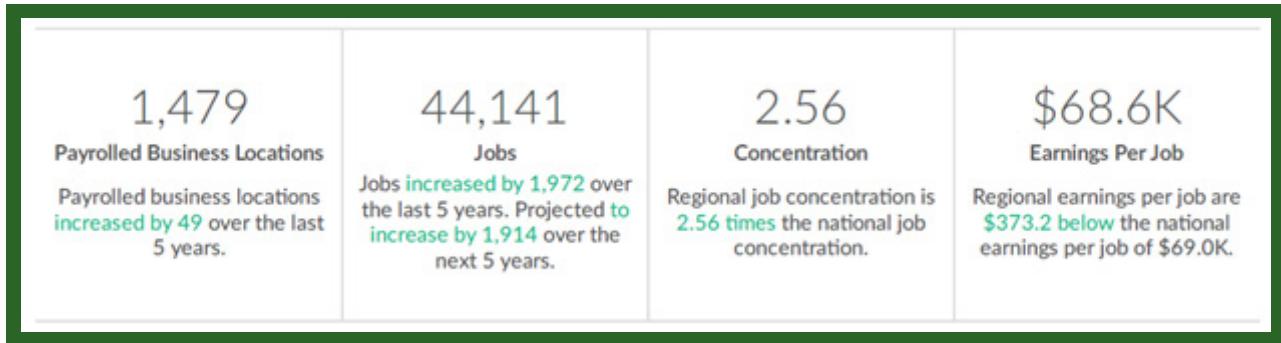 1,479
Payrolled Business Locations
Payrolled business locations
increased by 49 over the last
5 years.
44,141
Jobs
Jobs increased by 1,972 over
the last 5 years. Projected to
increase by 1,914 over the
next 5 years.
2.56
Concentration
Regional job concentration is
2.56 times the national job
concentration.
$68.6K
Earnings Per Job
Regional earnings per job are
$373.2 below the national
earnings per job of $69.0K.